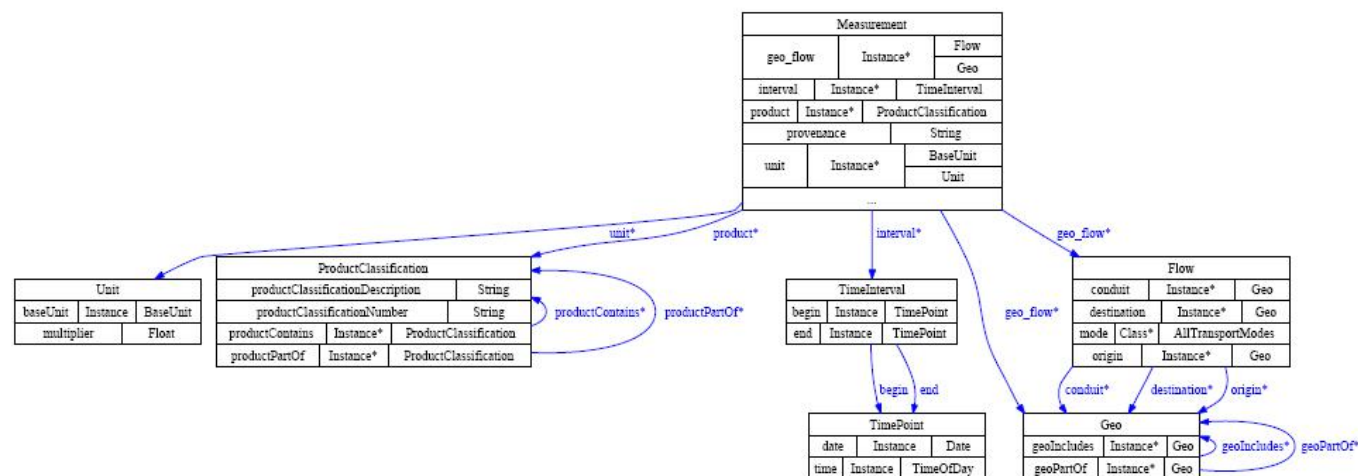 Measurement
geo_flow Instance* Flow
Geo
interval Instance* TimeInterval
product Instance* ProductClassification
provenance String
unit Instance* BaseUnit
Unit
...
unit* product* interval* geo_flow*
Unit
baseUnit Instance BaseUnit
multiplier Float
ProductClassification
productClassificationDescription String
productClassificationNumber String
productContains Instance* ProductClassification
productPartOf Instance* ProductClassification
productContains* productPartOf*
TimeInterval
begin Instance TimePoint
end Instance TimePoint
geo_flow*
Flow
conduit Instance* Geo
destination Instance* Geo
mode Class* AllTransportModes
origin Instance* Geo
begin end
conduit* destination* origin*
TimePoint
date Instance Date
time Instance TimeOfDay
Geo
geoIncludes Instance* Geo
geoPartOf Instance* Geo
geoIncludes* geoPartOf*